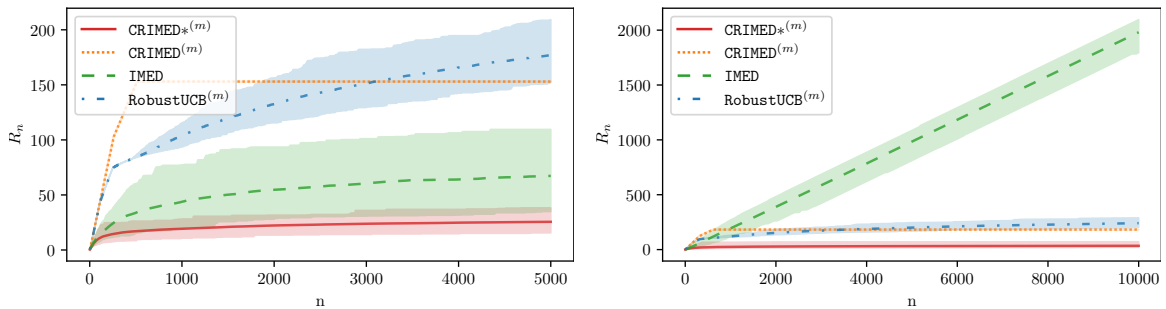 CRIMED*(m)
CRIMED(m)
IMED
RobustUCB(m)
200
150
100
50
0
R_n
0 1000 2000 3000 4000 5000
n
CRIMED*(m)
CRIMED(m)
IMED
RobustUCB(m)
2000
1500
1000
500
0
R_n
0 2000 4000 6000 8000 10000
n